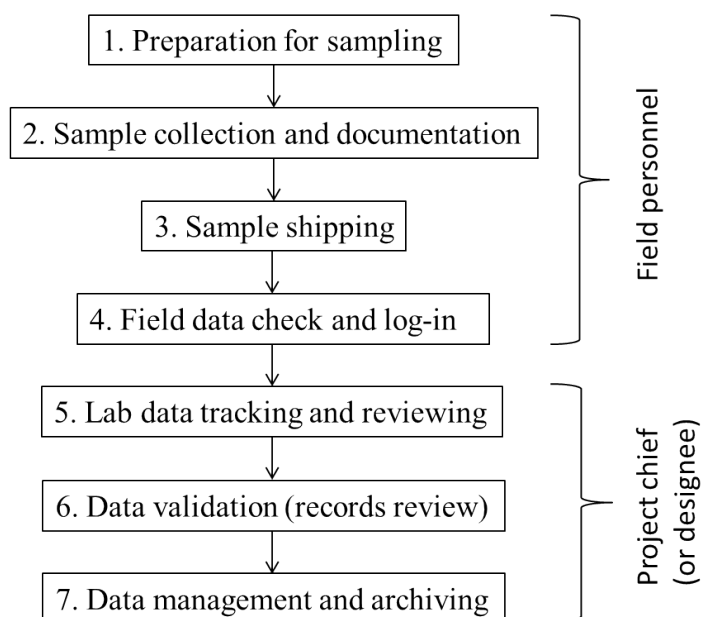 1. Preparation for sampling
2. Sample collection and documentation
3. Sample shipping
4. Field data check and log-in
Field personnel
5. Lab data tracking and reviewing
6. Data validation (records review)
7. Data management and archiving
Project chief
(or designee)